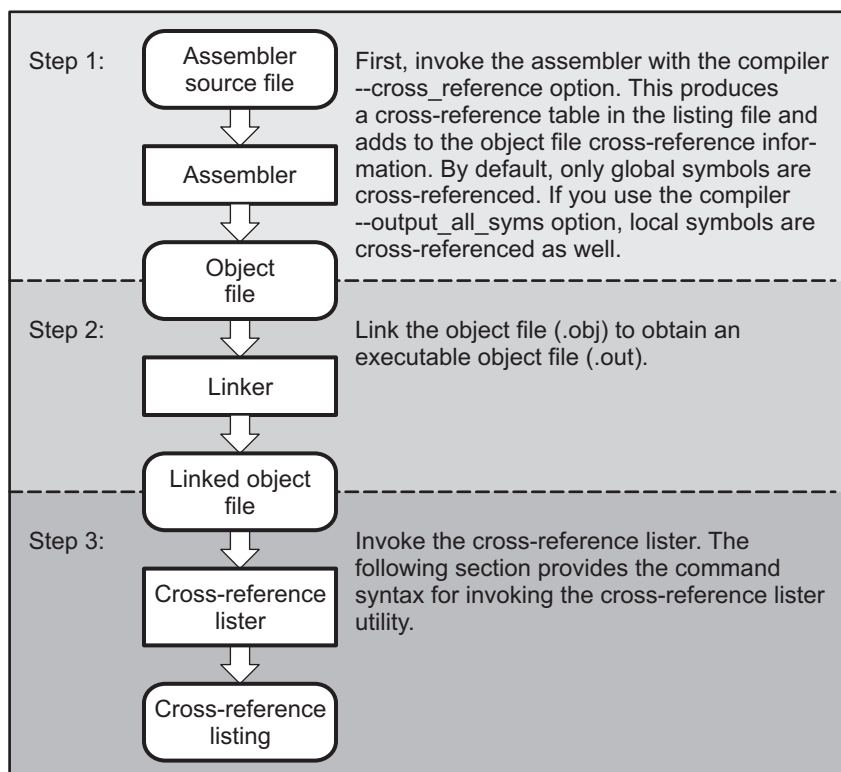 Step 1:
Assembler
source file
Assembler
Object
file
First, invoke the assembler with the compiler
--cross_reference option. This produces
a cross-reference table in the listing file and
adds to the object file cross-reference infor-
mation. By default, only global symbols are
cross-referenced. If you use the compiler
--output_all_syms option, local symbols are
cross-referenced as well.
Step 2:
Linker
Linked object
file
Link the object file (.obj) to obtain an
executable object file (.out).
Step 3:
Cross-reference
lister
Cross-reference
listing
Invoke the cross-reference lister. The
following section provides the command
syntax for invoking the cross-reference lister
utility.